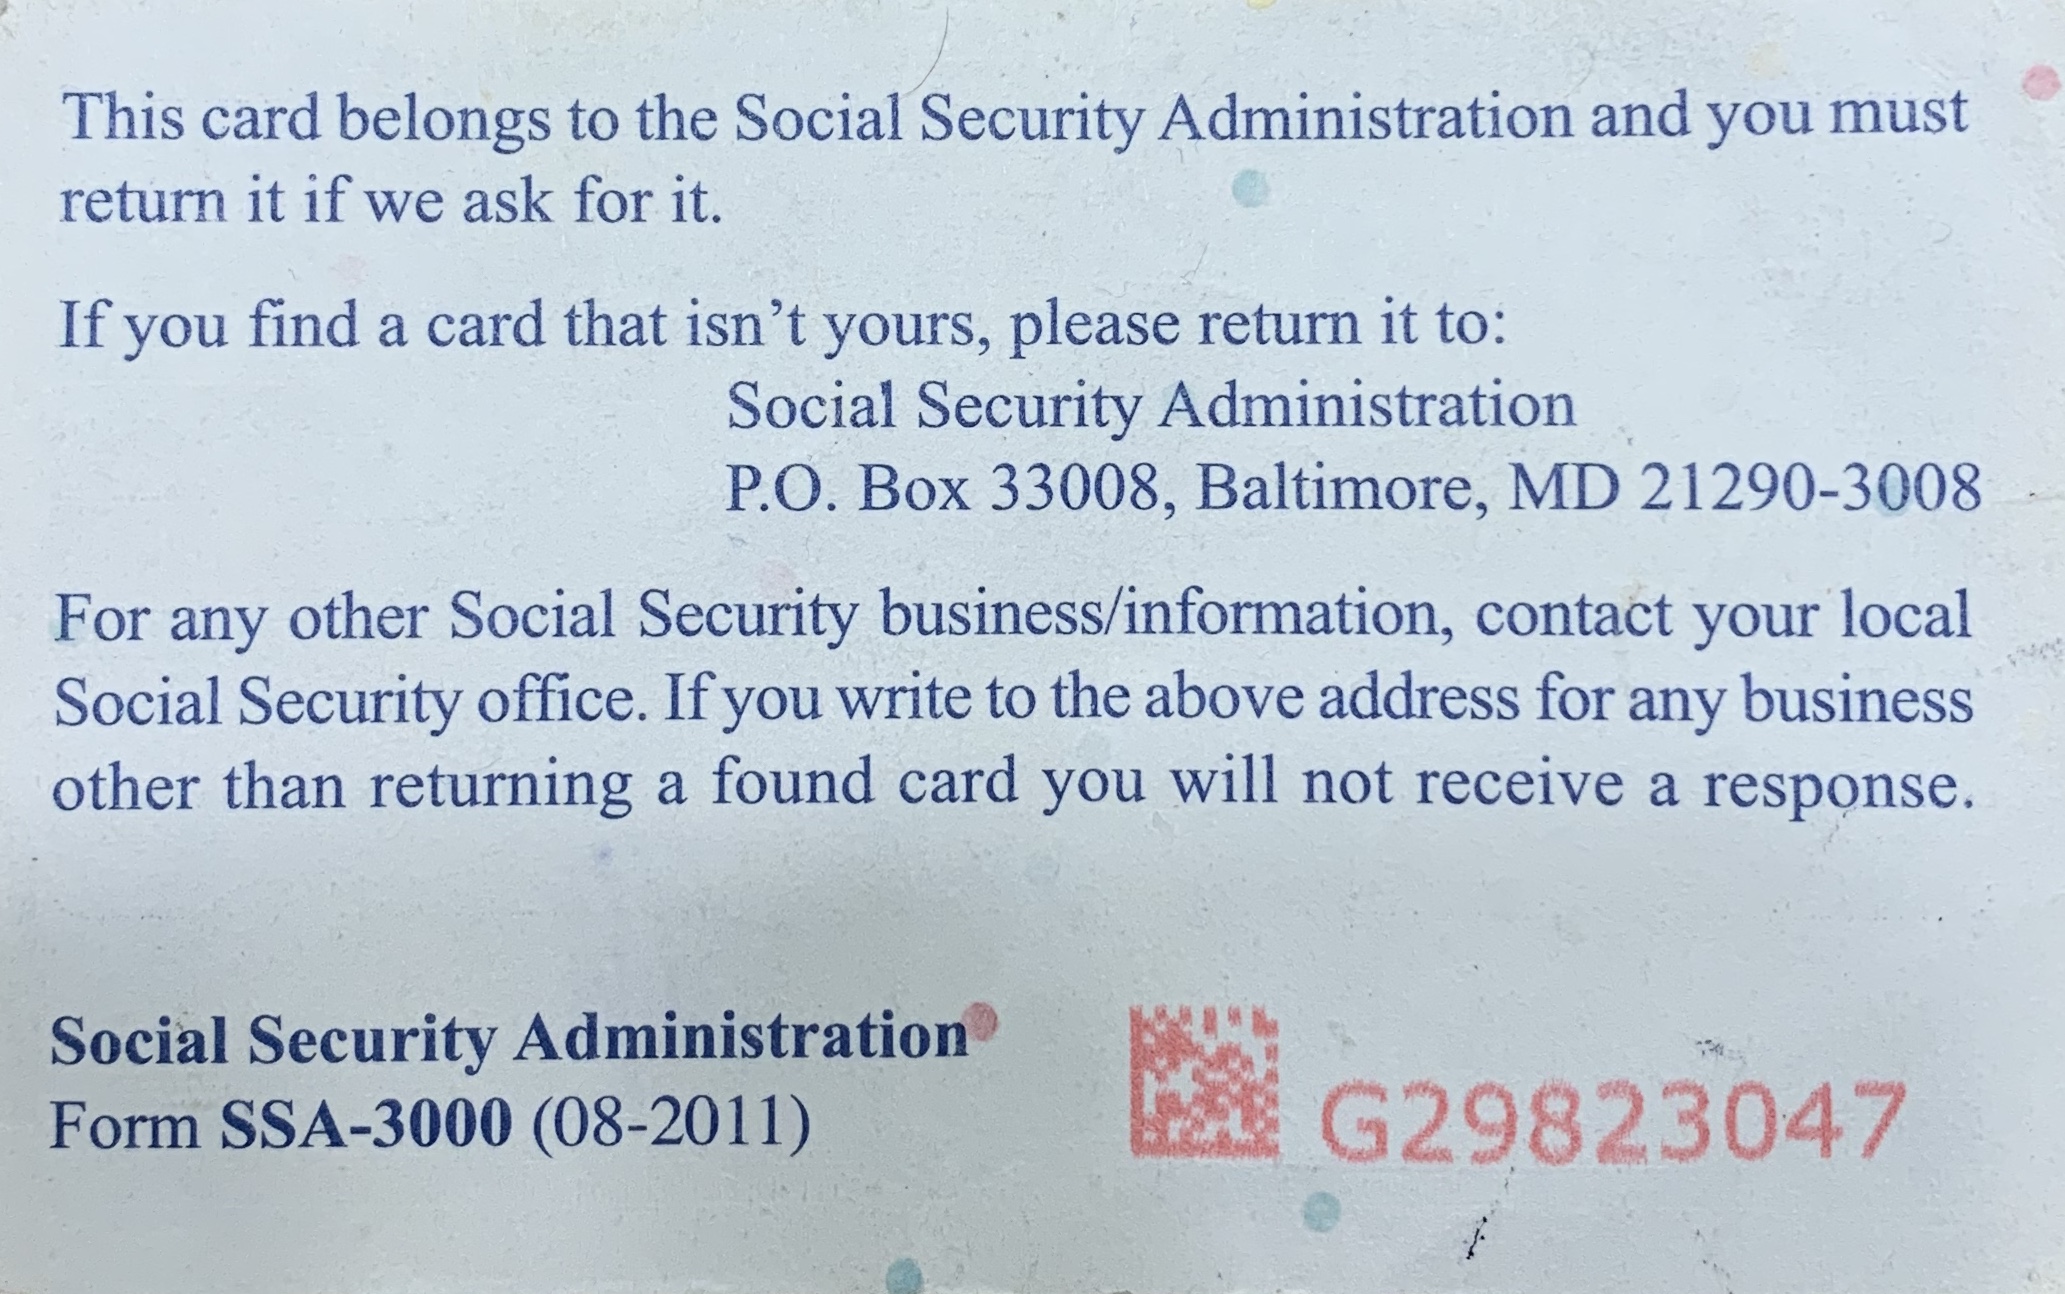 This card belongs to the Social Security Administration and you must
return it if we ask for it.
If you find a card that isn’t yours, please return it to:
Social Security Administration
P.O. Box 33008, Baltimore, MD 21290-3008
For any other Social Security business/information, contact your local
Social Security office. If you write to the above address for any business
other than returning a found card you will not receive a response.
Social Security Administration
Form SSA-3000 (08-2011)
G29823047